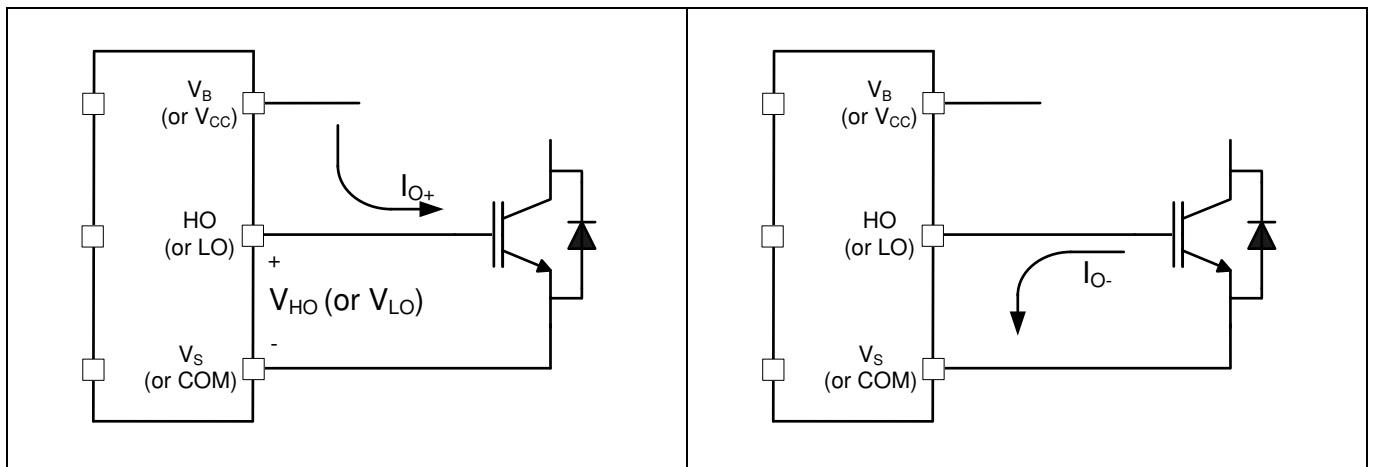 V_B
(or V_CC)
I_O+
HO
(or LO)
+
V_HO (or V_LO)
-
V_S
(or COM)
V_B
(or V_CC)
HO
(or LO)
I_O-
V_S
(or COM)